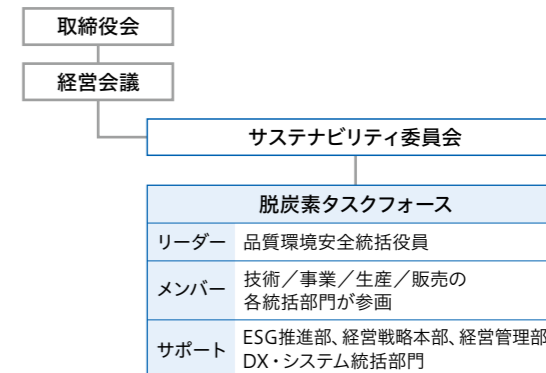 取締役会
経営会議
サステナビリティ委員会
脱炭素タスクフォース
リーダー 品質環境安全統括役員
メンバー 技術／事業／生産／販売の
各統括部門が参画
サポート ESG推進部、経営戦略本部、経営管理部
DX・システム統括部門